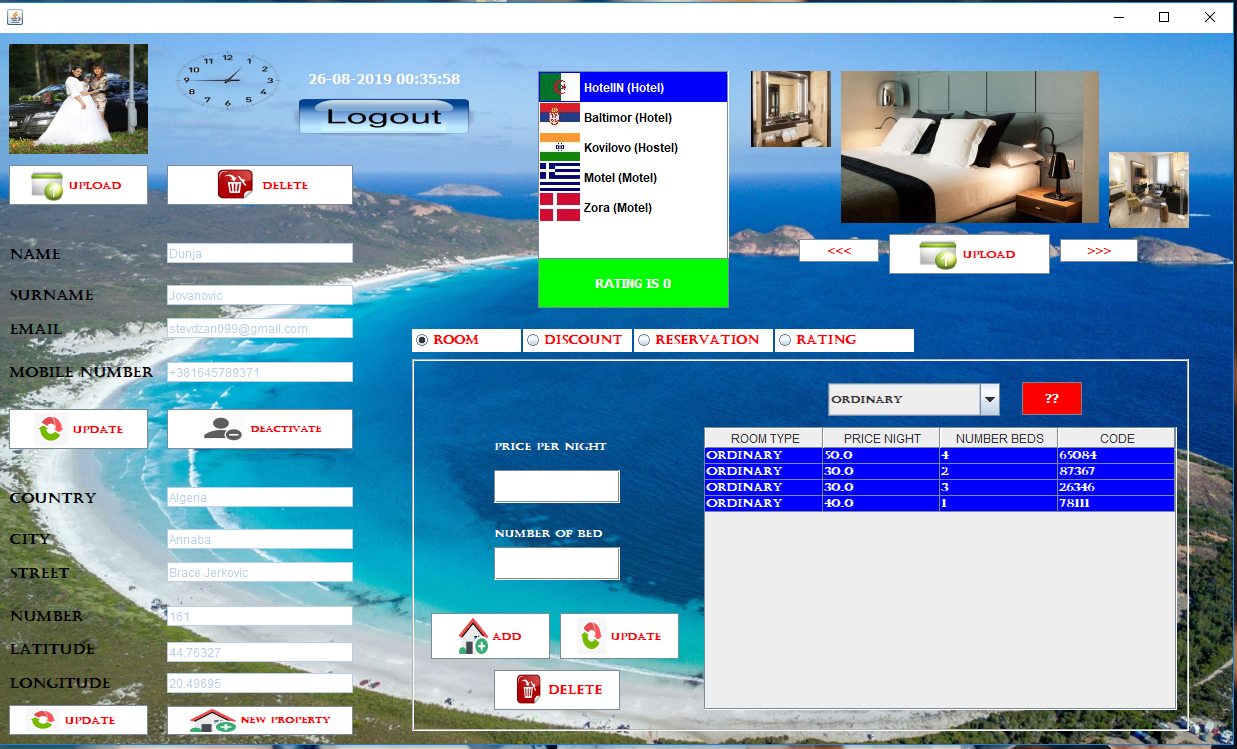 26-08-2019 00:35:58
Logout
UPLOAD
DELETE
NAME
Dunja
SURNAME
Jovanovic
EMAIL
stevdzan099@gmail.com
MOBILE NUMBER
+381645789371
UPDATE
DEACTIVATE
COUNTRY
Algeria
CITY
Annaba
STREET
Brace Jerkovic
NUMBER
161
LATITUDE
44.76327
LONGITUDE
20.49695
UPDATE
NEW PROPERTY
HotelIN (Hotel)
Baltimor (Hotel)
Kovilovo (Hostel)
Motel (Motel)
Zora (Motel)
RATING IS 0
<<<
UPLOAD
>>>
ROOM DISCOUNT RESERVATION RATING
ORDINARY
??
PRICE PER NIGHT
NUMBER OF BED
ADD
UPDATE
DELETE
ROOM TYPE PRICE NIGHT NUMBER BEDS CODE
ORDINARY 50.0 4 65084
ORDINARY 30.0 2 87367
ORDINARY 30.0 3 26346
ORDINARY 40.0 1 78111